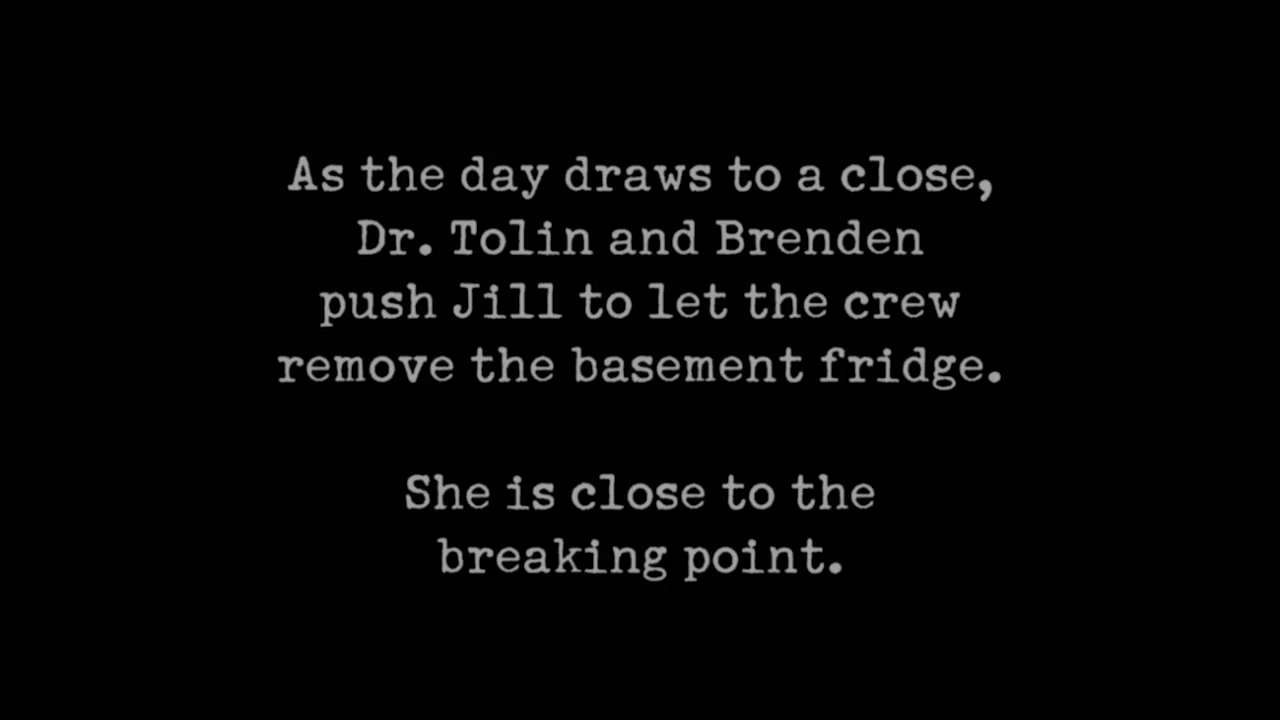 As the day draws to a close,
Dr. Tolin and Brenden
push Jill to let the crew
remove the basement fridge.
She is close to the
breaking point.